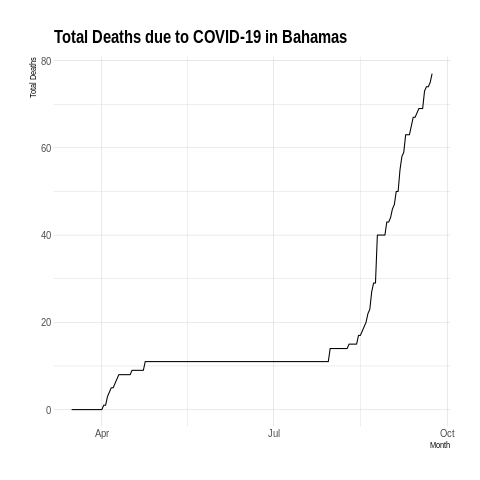 Total Deaths due to COVID-19 in Bahamas
Total Deaths
80
60
40
20
0
Apr
Jul
Oct
Month